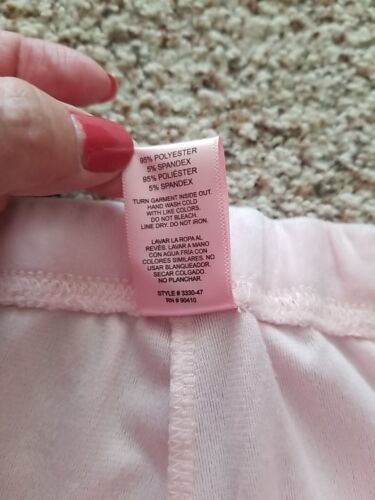 95% POLYESTER
5% SPANDEX
95% POLIÉSTER
5% SPANDEX
TURN GARMENT INSIDE OUT.
HAND WASH COLD
WITH LIKE COLORS.
DO NOT BLEACH.
LINE DRY. DO NOT IRON.
LAVAR LA ROPA AL
REVÉS. LAVAR A MANO
CON AGUA FRÍA CON
COLORES SIMILARES. NO
USAR BLANQUEADOR.
SECAR COLGADO.
NO PLANCHAR.
STYLE # 3330-47
RN # 90410